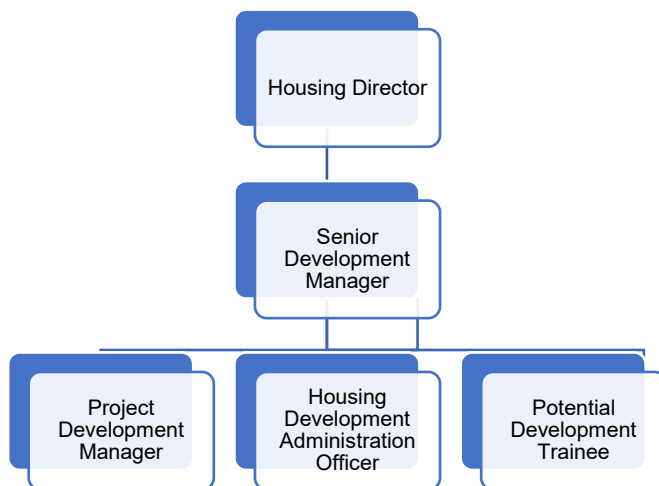 Housing Director
Senior
Development
Manager
Project
Development
Manager
Housing
Development
Administration
Officer
Potential
Development
Trainee